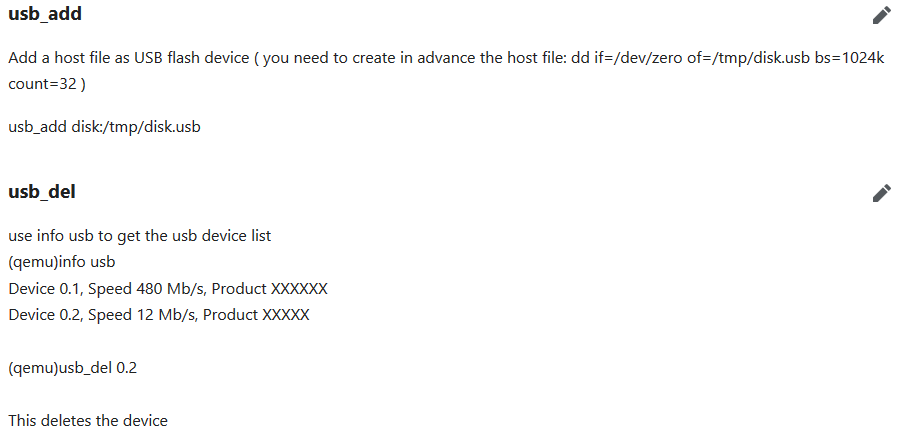 usb_add
Add a host file as USB flash device ( you need to create in advance the host file: dd if=/dev/zero of=/tmp/disk.usb bs=1024k
count=32 )
usb_add disk:/tmp/disk.usb
usb_del
use info usb to get the usb device list
(qemu)info usb
Device 0.1, Speed 480 Mb/s, Product XXXXXX
Device 0.2, Speed 12 Mb/s, Product XXXXX
(qemu)usb_del 0.2
This deletes the device